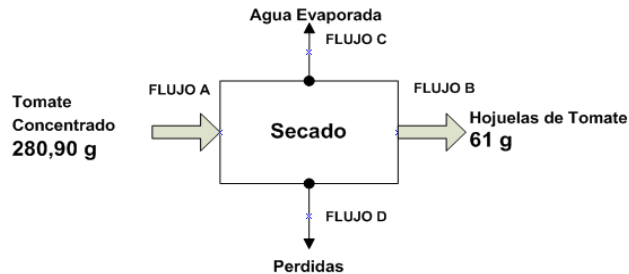 Agua Evaporada
FLUJO C
FLUJO A
FLUJO B
Tomate
Concentrado
280,90 g
Secado
Hojuelas de Tomate
61 g
FLUJO D
Perdidas